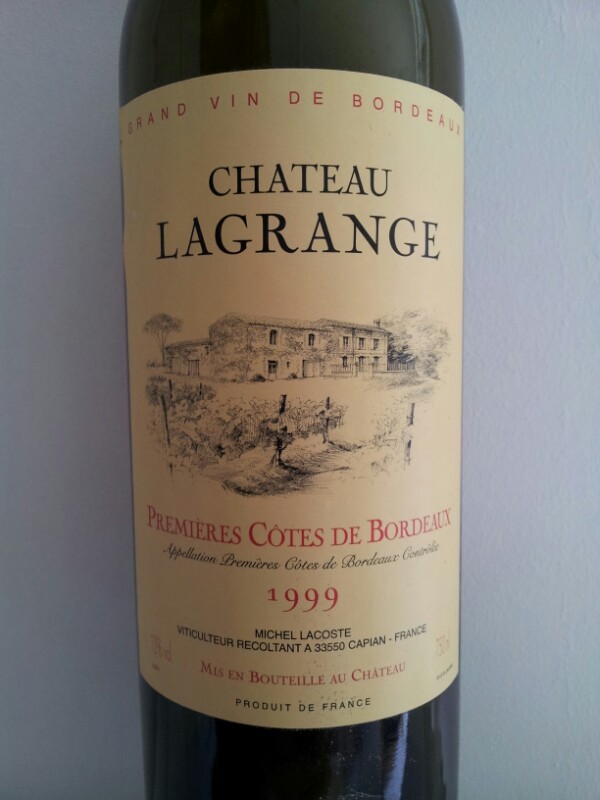 GRAND VIN DE BORDEAUX
CHATEAU
LAGRANGE
PREMIÈRES CÔTES DE BORDEAUX
Appellation Premières Côtes de Bordeaux Contrôlée
1999
MICHEL LACOSTE
VITICULTEUR RECOLTANT A 33550 CAPIAN - FRANCE
750ml
MIS EN BOUTEILLE AU CHÂTEAU
PRODUIT DE FRANCE